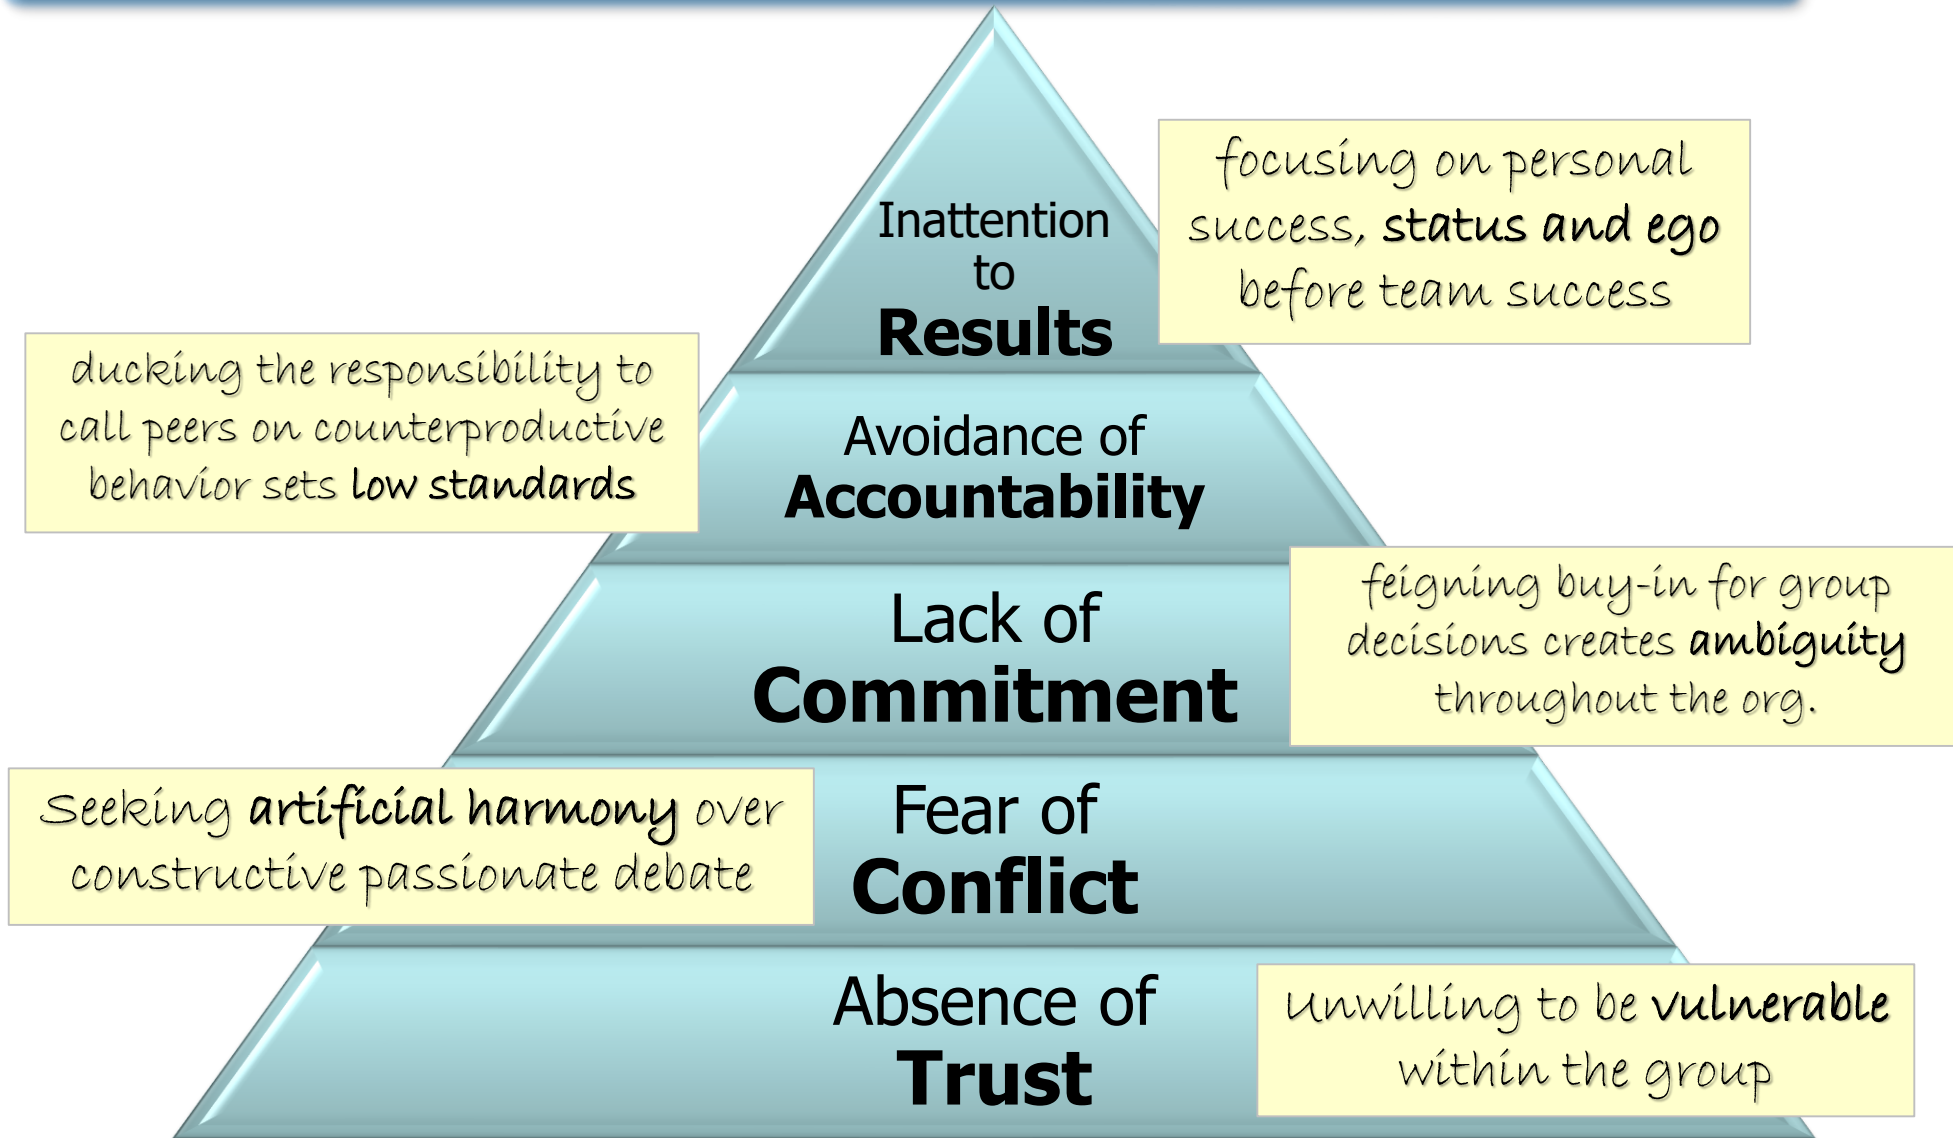 Inattention
to
Results
focusing on personal
success, status and ego
before team success
ducking the responsibility to
call peers on counterproductive
behavior sets low standards
Avoidance of
Accountability
Lack of
Commitment
feigning buy-in for group
decisions creates ambiguity
throughout the org.
Seeking artificial harmony over
constructive passionate debate
Fear of
Conflict
Absence of
Trust
Unwilling to be vulnerable
within the group